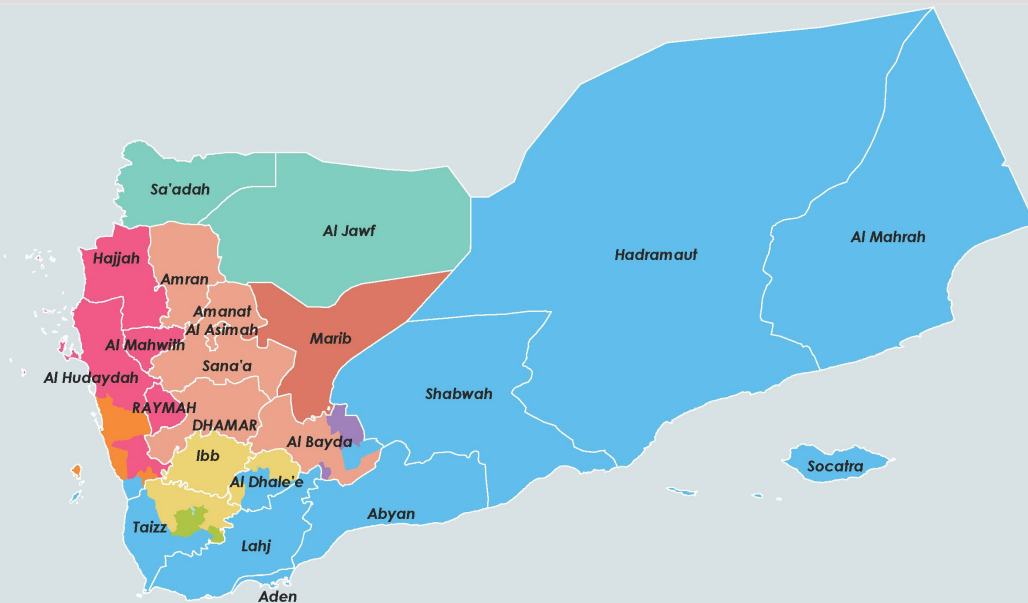 Sa'adah
Al Jawf
Hajjah
Amran
Hadramaut
Al Mahrah
Amanat
Al Asimah
Al Mahwilh
Marib
Sana'a
Al Hudaydah
Shabwah
RAYMAH
DHAMAR
Al Bayda
Ibb
Al Dhale'e
Socatra
Taizz
Abyan
Lahj
Aden